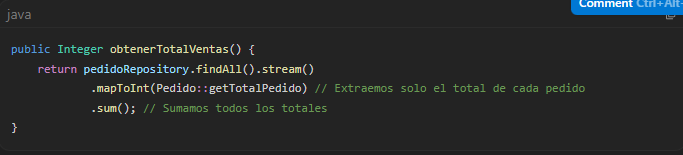 Comment Ctrl+Alt-
java
public Integer obtenerTotalVentas() {
    return pedidoRepository.findAll().stream()
            .mapToInt(Pedido::getTotalPedido) // Extraemos solo el total de cada pedido
            .sum(); // Sumamos todos los totales
}